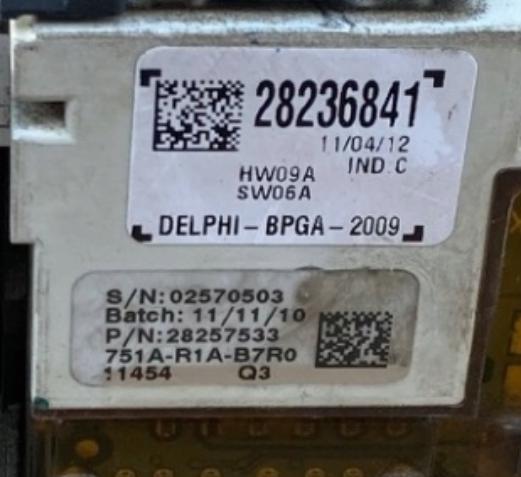 28236841
11/04/12
IND.C
HW09A
SW06A
DELPHI-BPGA-2009
S/N:02570503
Batch: 11/11/10
P/N:28257533
751A-R1A-B7R0
11454 Q3